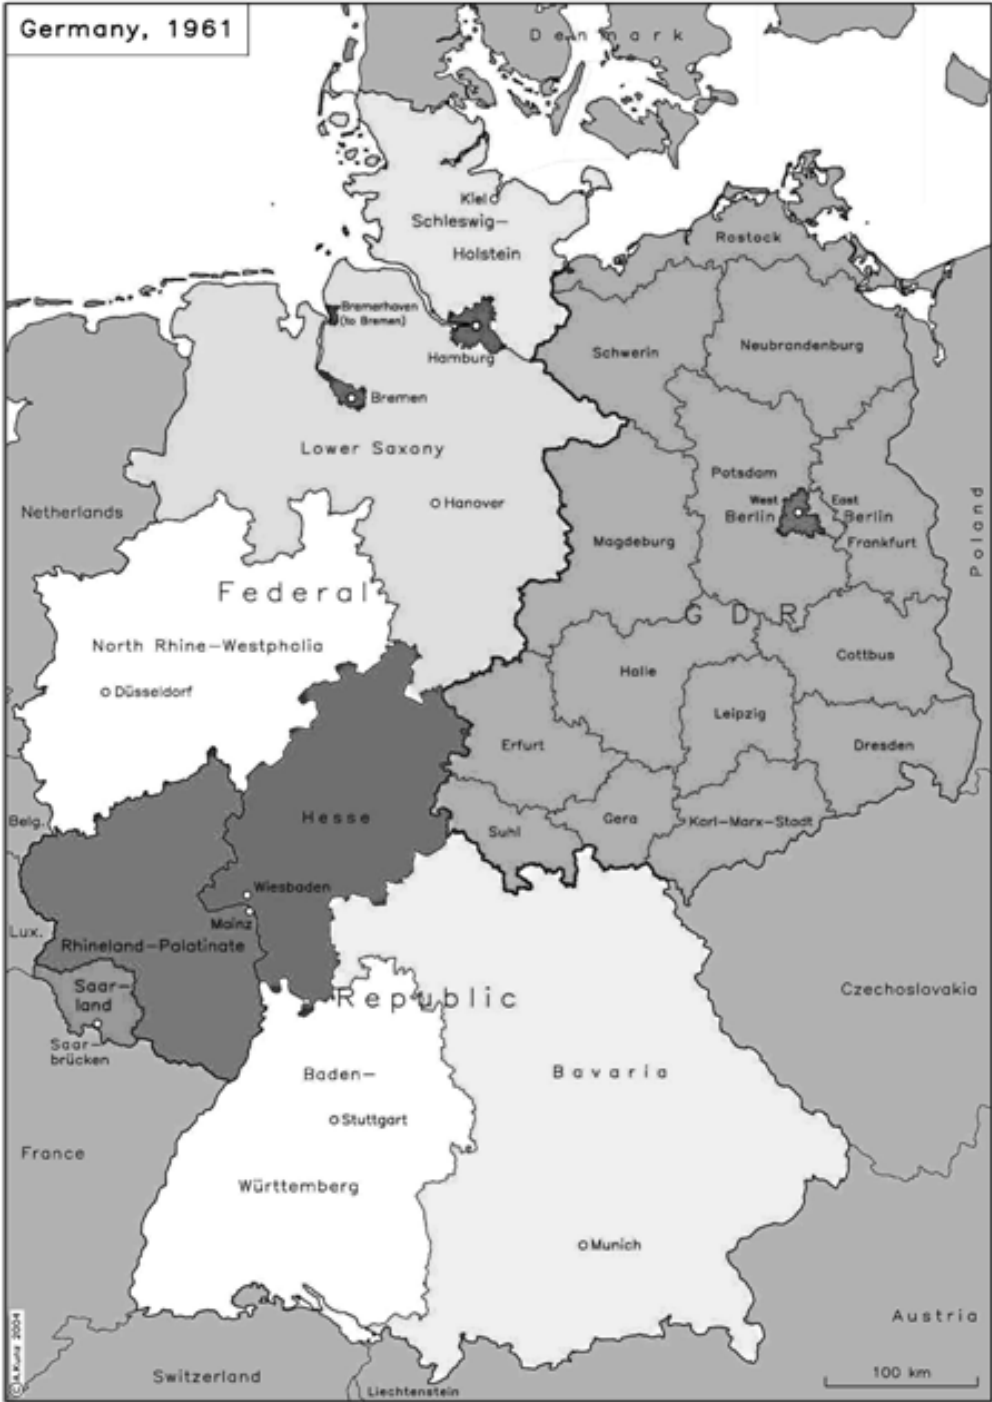 Germany, 1961
Denmark
Kiel
Schleswig–
Holstein
Rostock
Bremerhaven
(to Bremen)
Hamburg
Schwerin
Neubrandenburg
Bremen
Lower Saxony
Potsdam
Hanover
West
Berlin
East
Berlin
Netherlands
Magdeburg
Frankfurt
Poland
Federal
GDR
North Rhine–Westphalia
Düsseldorf
Halle
Cottbus
Leipzig
Erfurt
Dresden
Belg.
Hesse
Suhl
Gera
Karl–Marx–Stadt
Wiesbaden
Mainz
Lux.
Rhineland–Palatinate
Saar–
land
Republic
Czechoslovakia
Saar–
brücken
Baden–
Bavaria
Stuttgart
France
Württemberg
Munich
Austria
© A.Kunz 2004
Switzerland
Liechtenstein
100 km